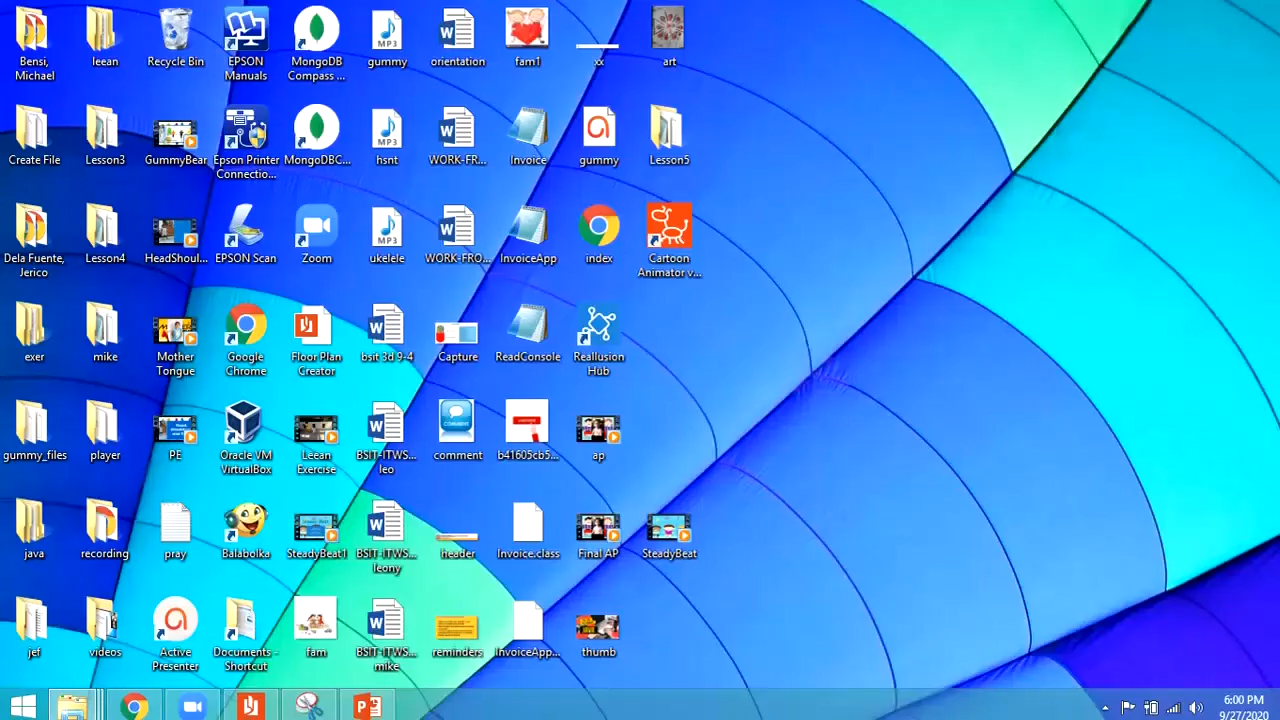 Bensi, Michael
leean
Recycle Bin
EPSON Manuals
MongoDB Compass ...
MP3
gummy
orientation
fam1
xx
art
Create File
Lesson3
GummyBear
Epson Printer Connectio...
MongoDBC...
MP3
hsnt
WORK-FR...
Invoice
gummy
Lesson5
Dela Fuente, Jerico
Lesson4
HeadShoul...
EPSON Scan
Zoom
MP3
ukelele
WORK-FRO...
InvoiceApp
index
Cartoon Animator v...
exer
mike
Mother Tongue
Google Chrome
Floor Plan Creator
bsit 3d 9-4
Capture
ReadConsole
Reallusion Hub
gummy_files
player
PE
Oracle VM VirtualBox
Leean Exercise
BSIT-ITWS... leo
COMMENT
comment
b41605cb5...
ap
java
recording
pray
Balabolka
SteadyBeat1
BSIT-ITWS... leony
header
Invoice.class
Final AP
SteadyBeat
jef
videos
Active Presenter
Documents - Shortcut
fam
BSIT-ITWS... mike
reminders
InvoiceApp...
thumb
6:00 PM
9/27/2020